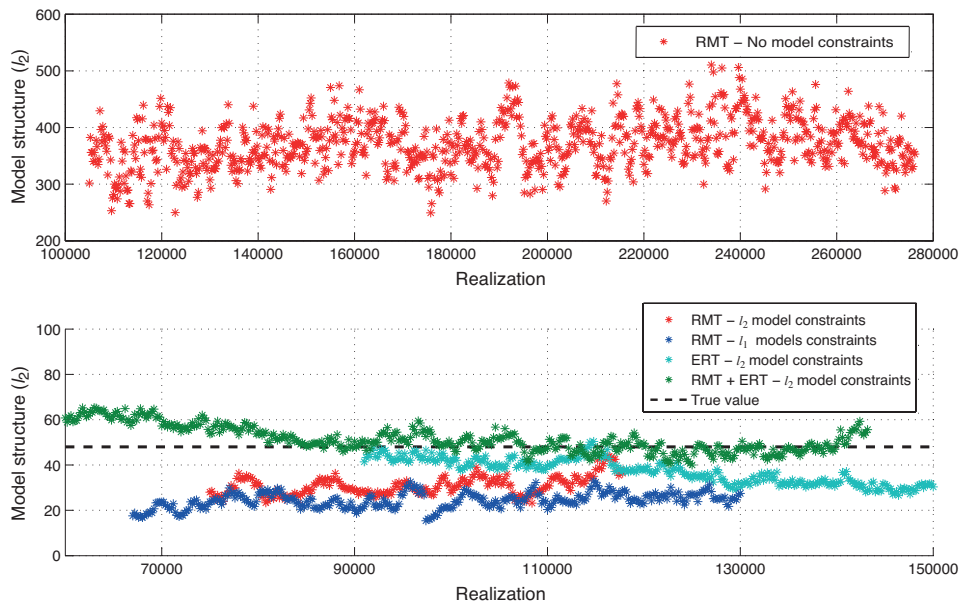 600
500
400
300
200
Model structure (l2)
RMT – No model constraints
100000 120000 140000 160000 180000 200000 220000 240000 260000 280000
Realization
100
80
60
40
20
0
Model structure (l2)
RMT – l2 model constraints
RMT – l1 models constraints
ERT – l2 model constraints
RMT + ERT – l2 model constraints
True value
70000 90000 110000 130000 150000
Realization